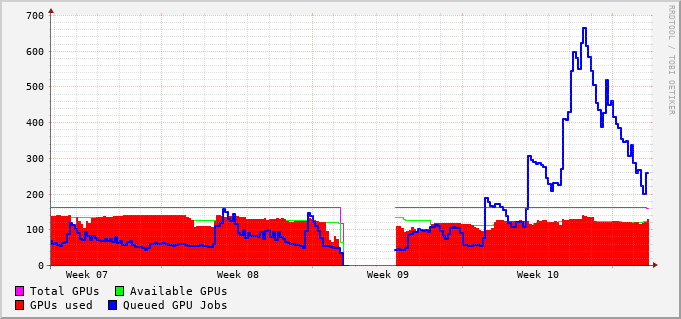 700
600
500
400
300
200
100
0
Week 07 Week 08 Week 09 Week 10
Total GPUs Available GPUs
GPUs used Queued GPU Jobs
RRDTOOL / TOBI OETIKER